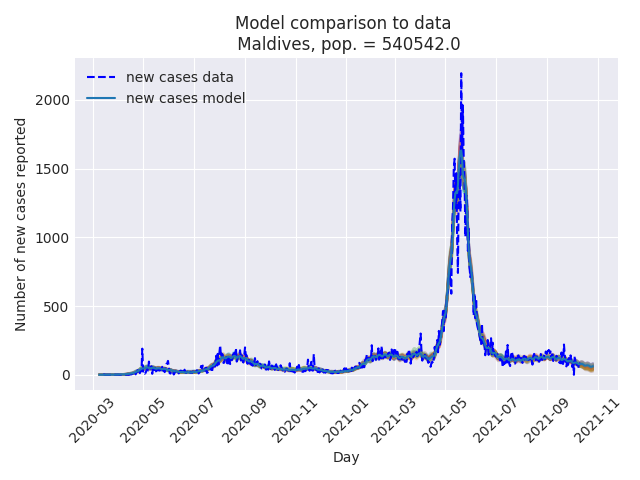 Model comparison to data
Maldives, pop. = 540542.0
new cases data
new cases model
Number of new cases reported
2000
1500
1000
500
0
2020-03
2020-05
2020-07
2020-09
2020-11
2021-01
2021-03
2021-05
2021-07
2021-09
2021-11
Day